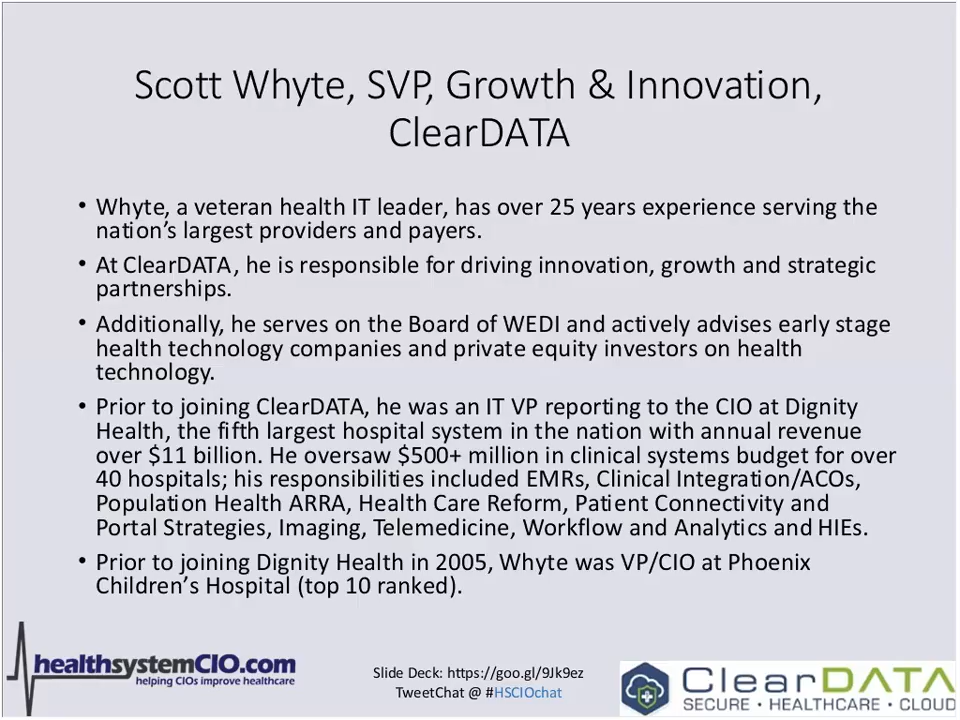 Scott Whyte, SVP, Growth & Innovation,
ClearDATA
• Whyte, a veteran health IT leader, has over 25 years experience serving the
nation’s largest providers and payers.
• At ClearDATA, he is responsible for driving innovation, growth and strategic
partnerships.
• Additionally, he serves on the Board of WEDI and actively advises early stage
health technology companies and private equity investors on health
technology.
• Prior to joining ClearDATA, he was an IT VP reporting to the CIO at Dignity
Health, the fifth largest hospital system in the nation with annual revenue
over $11 billion. He oversaw $500+ million in clinical systems budget for over
40 hospitals; his responsibilities included EMRs, Clinical Integration/ACOs,
Population Health ARRA, Health Care Reform, Patient Connectivity and
Portal Strategies, Imaging, Telemedicine, Workflow and Analytics and HIEs.
• Prior to joining Dignity Health in 2005, Whyte was VP/CIO at Phoenix
Children’s Hospital (top 10 ranked).
healthsystemCIO.com
helping CIOs improve healthcare
Slide Deck: https://goo.gl/9Jk9ez
TweetChat @ #HSCIOchat
ClearDATA
SECURE • HEALTHCARE • CLOUD